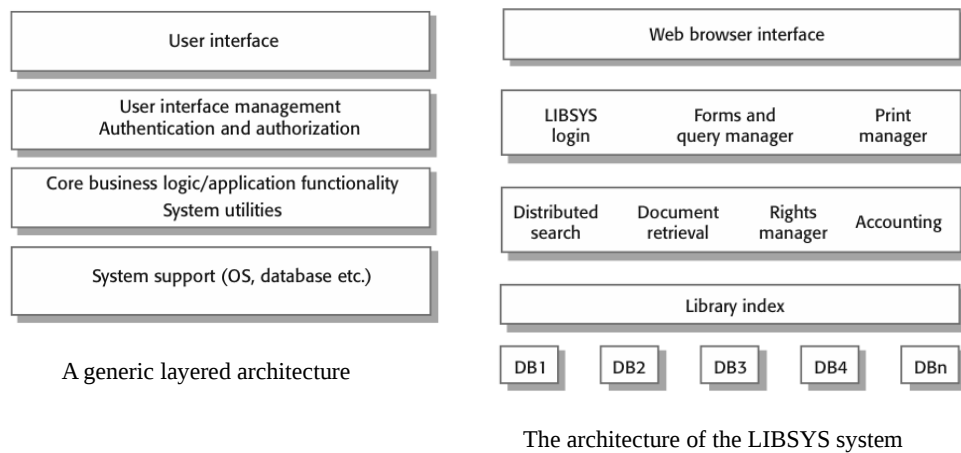 User interface
User interface management
Authentication and authorization
Core business logic/application functionality
System utilities
System support (OS, database etc.)
A generic layered architecture
Web browser interface
LIBSYS
login
Forms and
query manager
Print
manager
Distributed
search
Document
retrieval
Rights
manager
Accounting
Library index
DB1
DB2
DB3
DB4
DBn
The architecture of the LIBSYS system